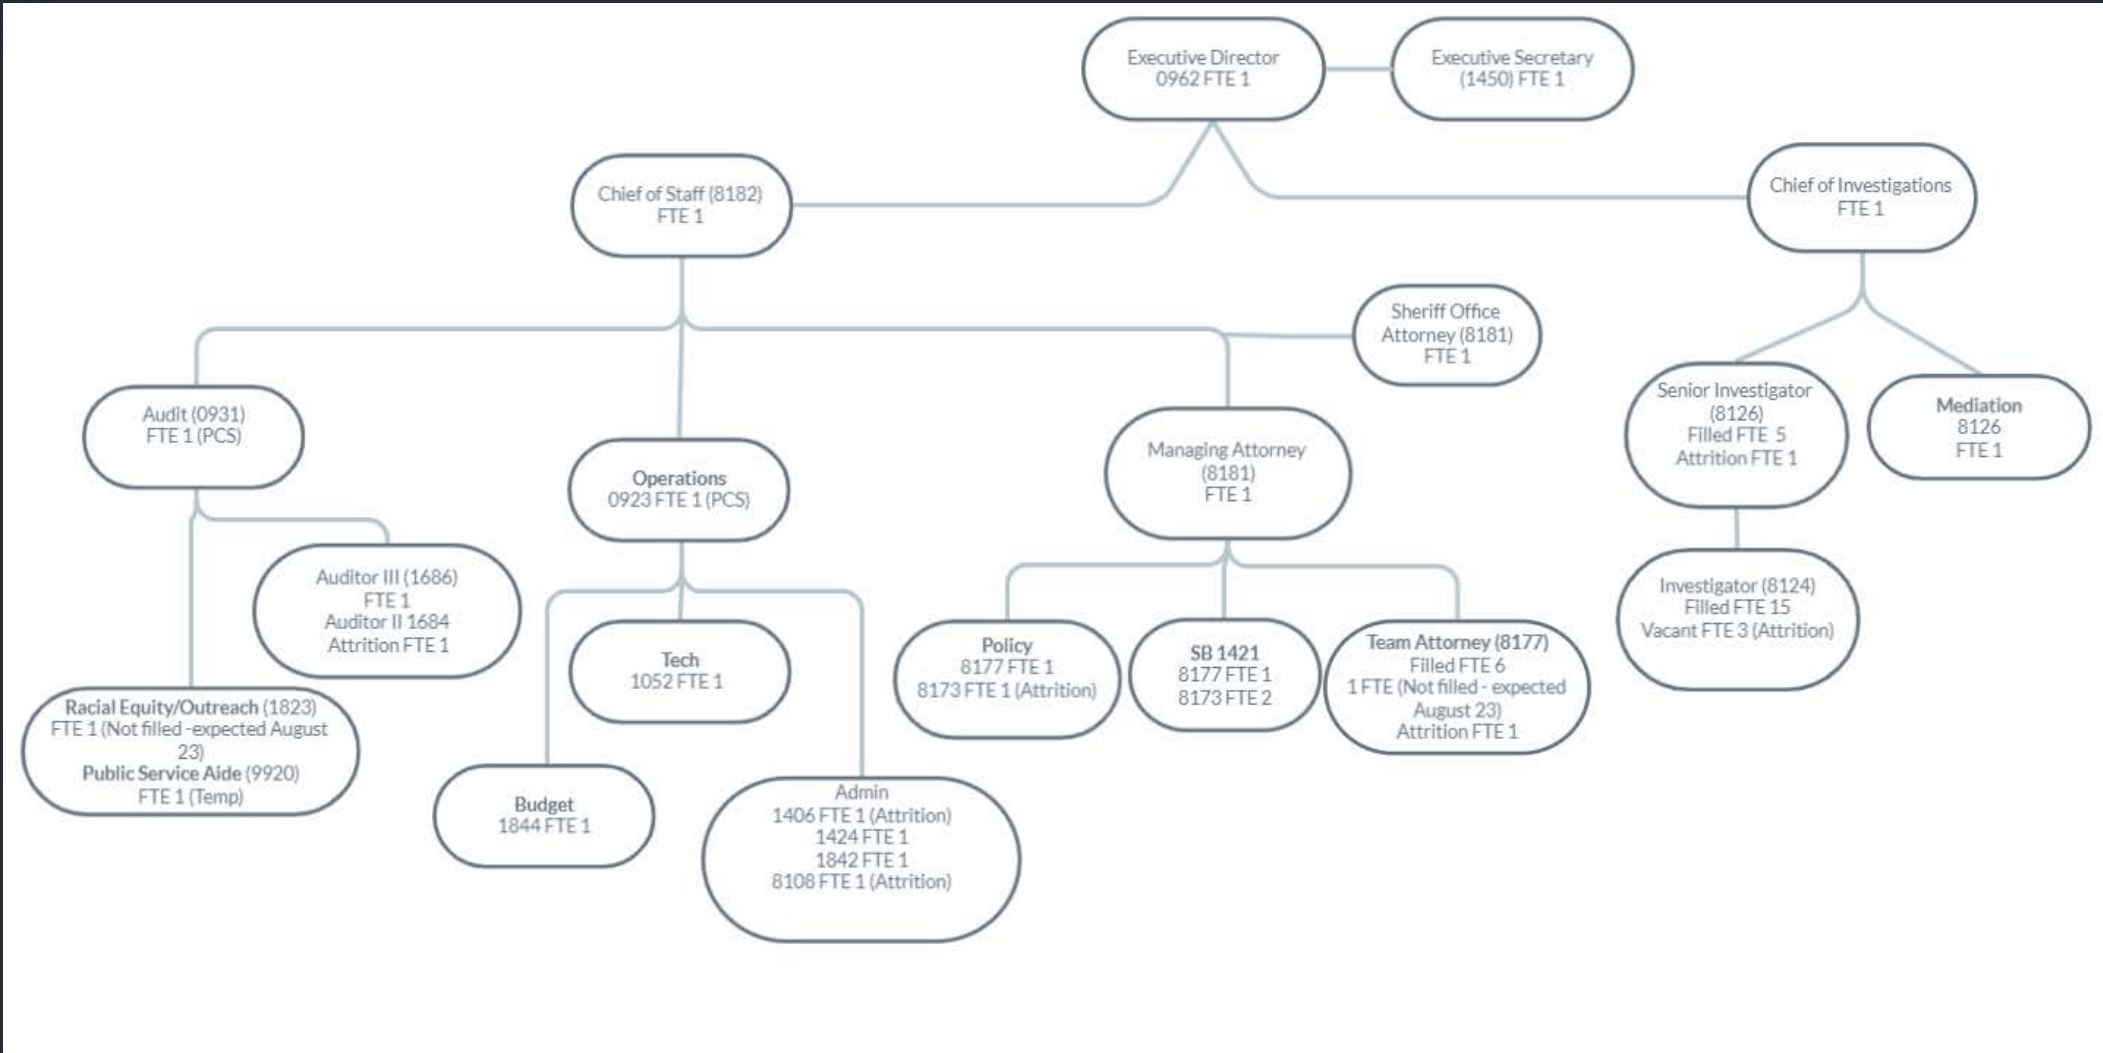 Executive Director
0962 FTE 1
Executive Secretary
(1450) FTE 1
Chief of Staff (8182)
FTE 1
Chief of Investigations
FTE 1
Sheriff Office
Attorney (8181)
FTE 1
Audit (0931)
FTE 1 (PCS)
Operations
0923 FTE 1 (PCS)
Managing Attorney
(8181)
FTE 1
Senior Investigator
(8126)
Filled FTE 5
Attrition FTE 1
Mediation
8126
FTE 1
Auditor III (1686)
FTE 1
Auditor II 1684
Attrition FTE 1
Racial Equity/Outreach (1823)
FTE 1 (Not filled -expected August
23)
Public Service Aide (9920)
FTE 1 (Temp)
Tech
1052 FTE 1
Budget
1844 FTE 1
Admin
1406 FTE 1 (Attrition)
1424 FTE 1
1842 FTE 1
8108 FTE 1 (Attrition)
Policy
8177 FTE 1
8173 FTE 1 (Attrition)
SB 1421
8177 FTE 1
8173 FTE 2
Team Attorney (8177)
Filled FTE 6
1 FTE (Not filled - expected
August 23)
Attrition FTE 1
Investigator (8124)
Filled FTE 15
Vacant FTE 3 (Attrition)